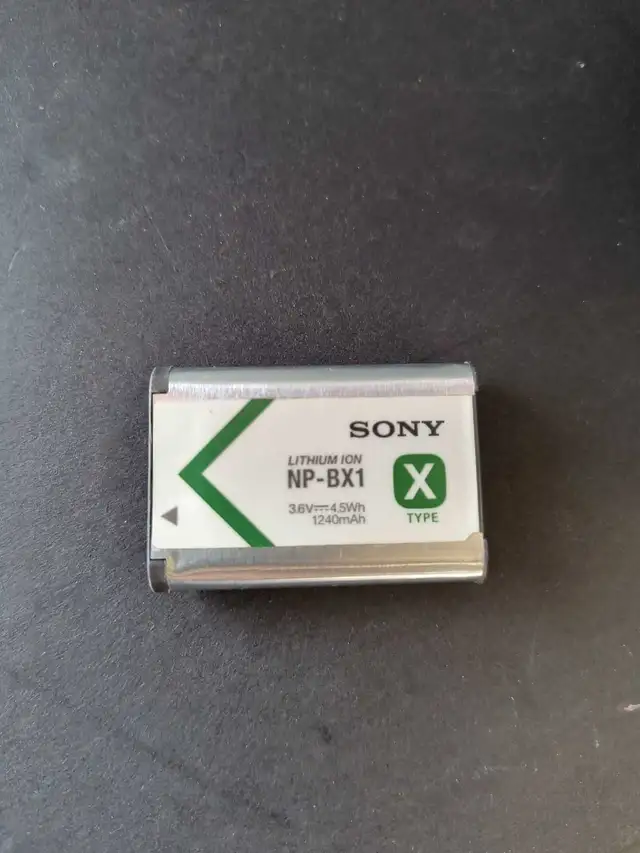 SONY
LITHIUM ION
NP-BX1
3.6V⎓4.5Wh
1240mAh
X
TYPE